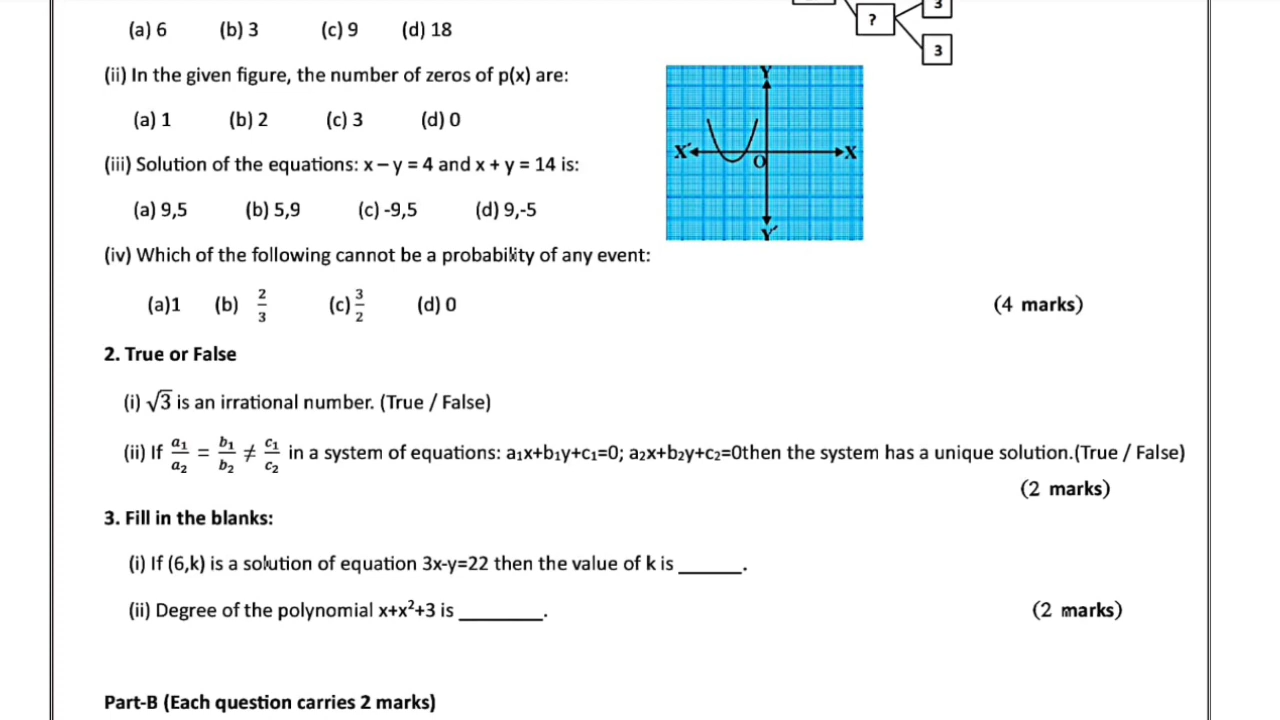 3
?
(a) 6 (b) 3 (c) 9 (d) 18
3
(ii) In the given figure, the number of zeros of p(x) are:
Y
(a) 1 (b) 2 (c) 3 (d) 0
X' X
O
(iii) Solution of the equations: x – y = 4 and x + y = 14 is:
(a) 9,5 (b) 5,9 (c) -9,5 (d) 9,-5
Y'
(iv) Which of the following cannot be a probability of any event:
(a)1 (b) 2/3 (c) 3/2 (d) 0 (4 marks)
2. True or False
(i) √3 is an irrational number. (True / False)
(ii) If a₁/a₂ = b₁/b₂ ≠ c₁/c₂ in a system of equations: a₁x+b₁y+c₁=0; a₂x+b₂y+c₂=0then the system has a unique solution.(True / False)
(2 marks)
3. Fill in the blanks:
(i) If (6,k) is a solution of equation 3x-y=22 then the value of k is ______.
(ii) Degree of the polynomial x+x²+3 is ________. (2 marks)
Part-B (Each question carries 2 marks)